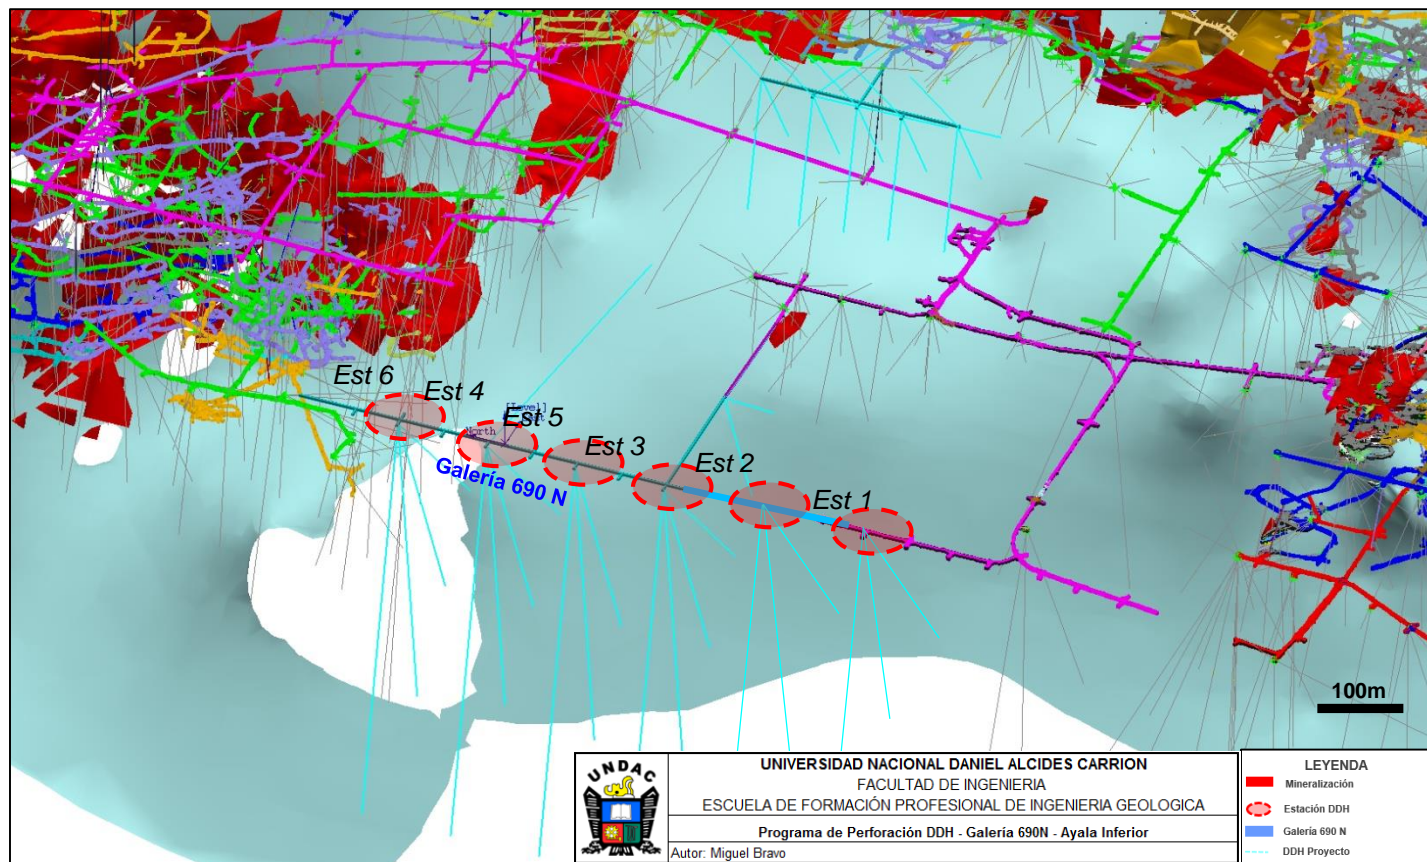 Est 6
Est 4
[Level]
North
Est 5
Est 3
Galería 690 N
Est 2
Est 1
100m
UNDAC
UNIVERSIDAD NACIONAL DANIEL ALCIDES CARRION
FACULTAD DE INGENIERIA
ESCUELA DE FORMACIÓN PROFESIONAL DE INGENIERIA GEOLOGICA
Programa de Perforación DDH - Galería 690N - Ayala Inferior
Autor: Miguel Bravo
LEYENDA
Mineralización
Estación DDH
Galería 690 N
DDH Proyecto